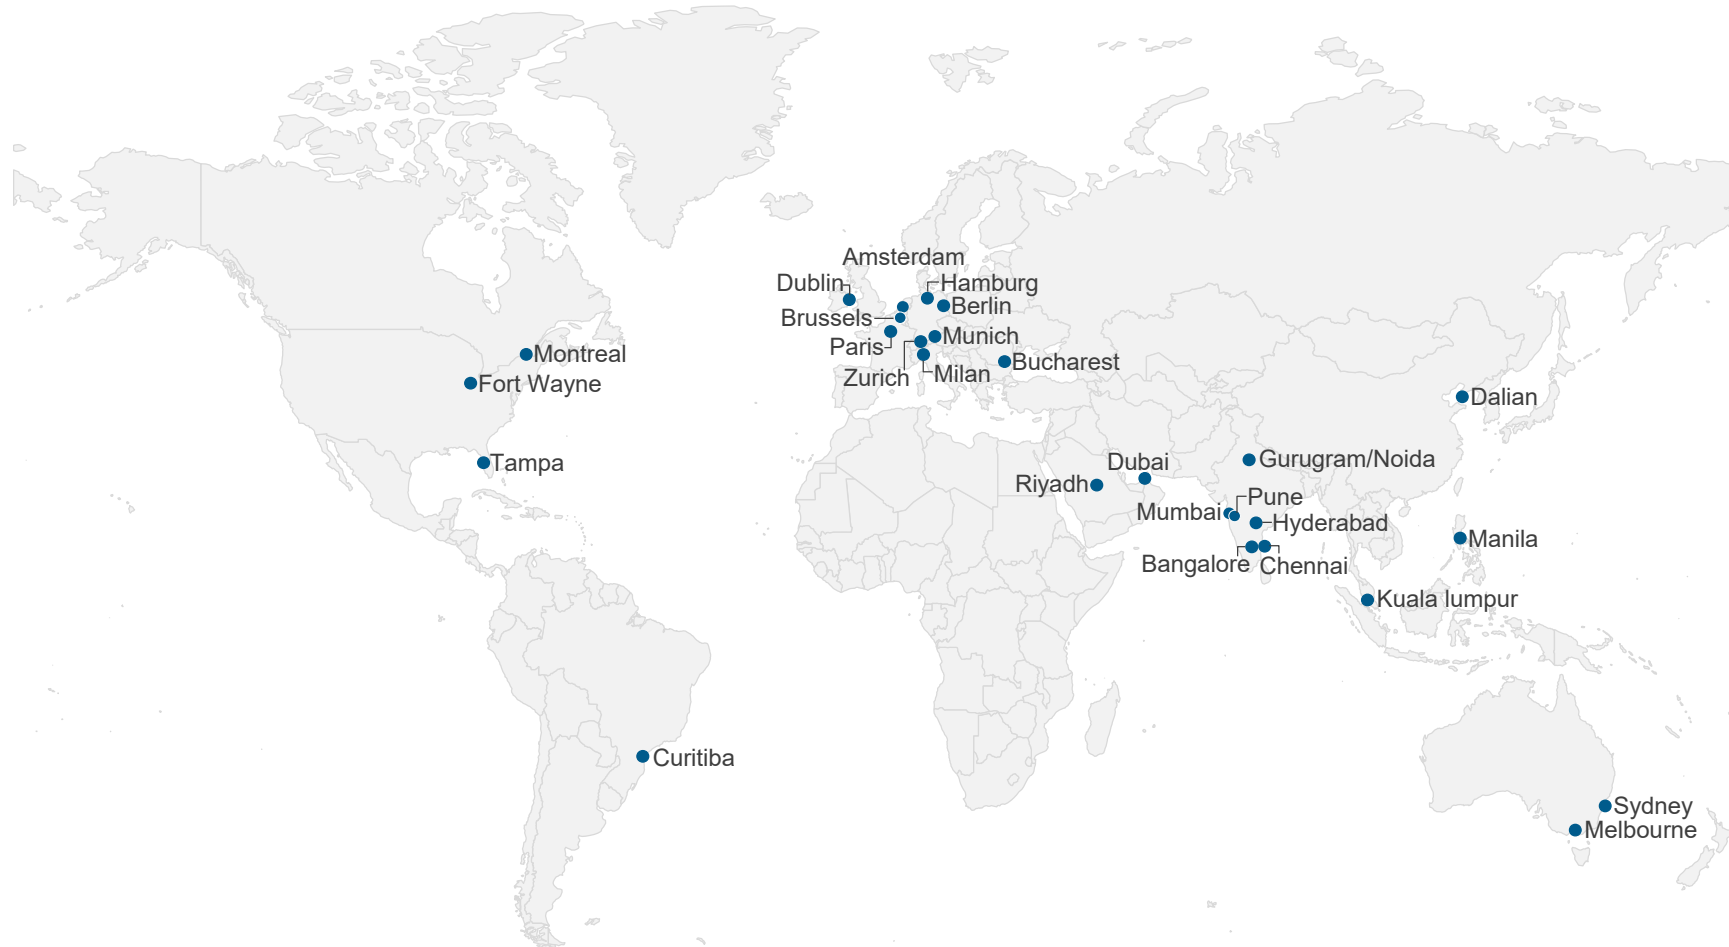 Amsterdam
Dublin
Hamburg
Berlin
Brussels
Munich
Paris
Zurich
Milan
Bucharest
Montreal
Fort Wayne
Tampa
Dalian
Gurugram/Noida
Dubai
Riyadh
Pune
Mumbai
Hyderabad
Bangalore
Chennai
Manila
Kuala lumpur
Curitiba
Sydney
Melbourne